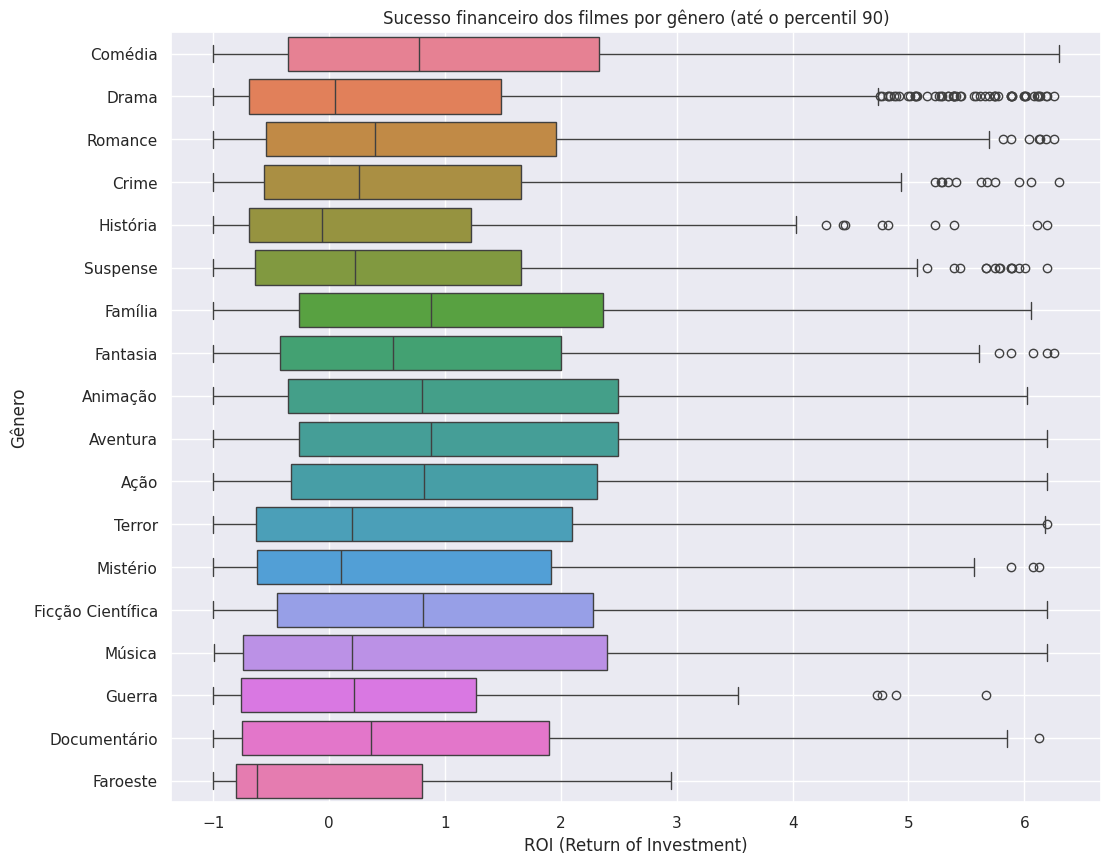 Sucesso financeiro dos filmes por gênero (até o percentil 90)
Gênero
Comédia
Drama
Romance
Crime
História
Suspense
Família
Fantasia
Animação
Aventura
Ação
Terror
Mistério
Ficção Científica
Música
Guerra
Documentário
Faroeste
−1 0 1 2 3 4 5 6
ROI (Return of Investment)